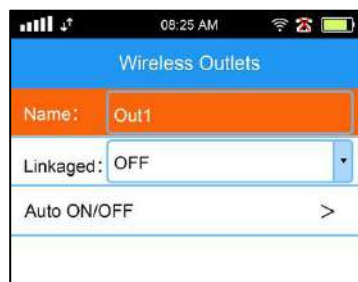 08:25 AM
Wireless Outlets
Name: Out1
Linkaged: OFF
Auto ON/OFF >